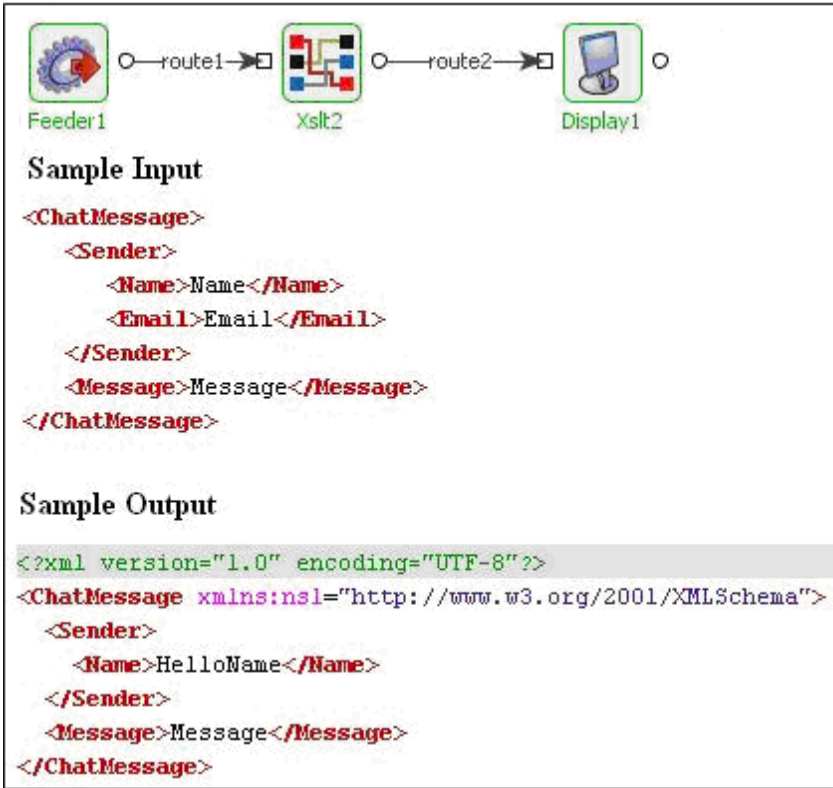 route1 route2
Feeder1 Xslt2 Display1
Sample Input
<ChatMessage>
<Sender>
<Name>Name</Name>
<Email>Email</Email>
</Sender>
<Message>Message</Message>
</ChatMessage>
Sample Output
<?xml version="1.0" encoding="UTF-8"?>
<ChatMessage xmlns:ns1="http://www.w3.org/2001/XMLSchema">
<Sender>
<Name>HelloName</Name>
</Sender>
<Message>Message</Message>
</ChatMessage>